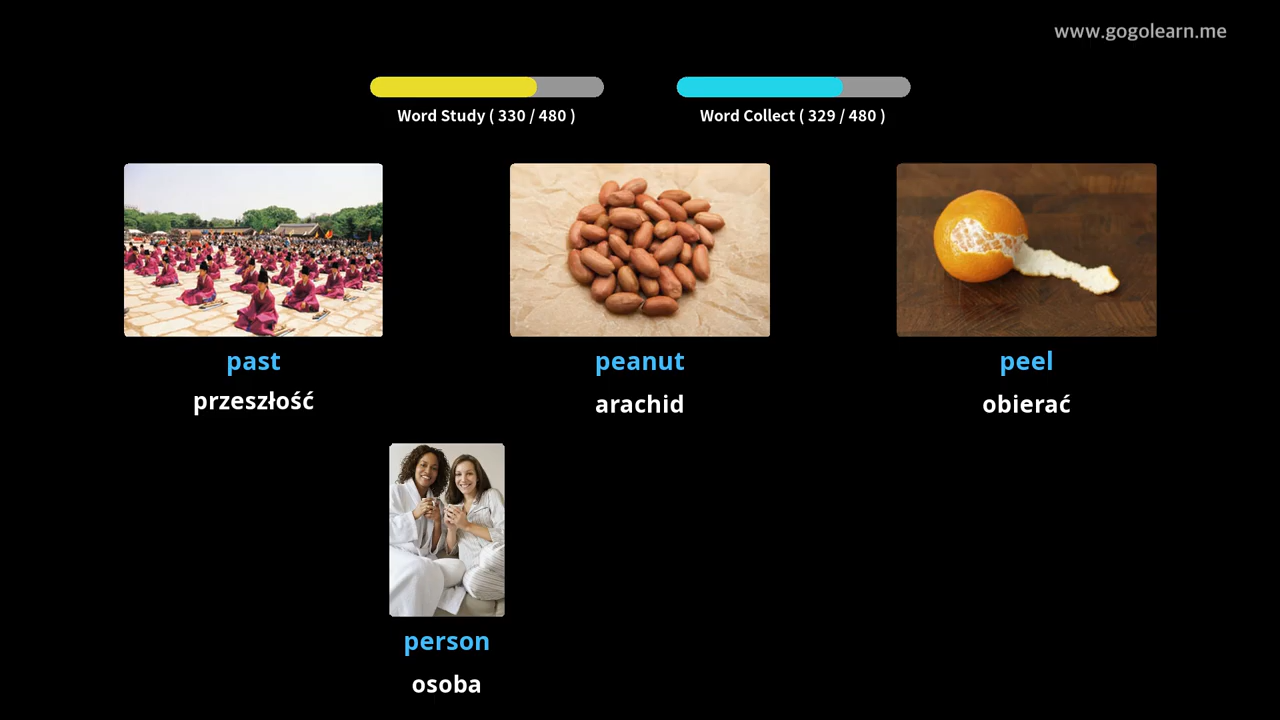 www.gogolearn.me
Word Study ( 330 / 480 )
Word Collect ( 329 / 480 )
past
przeszłość
peanut
arachid
peel
obierać
person
osoba